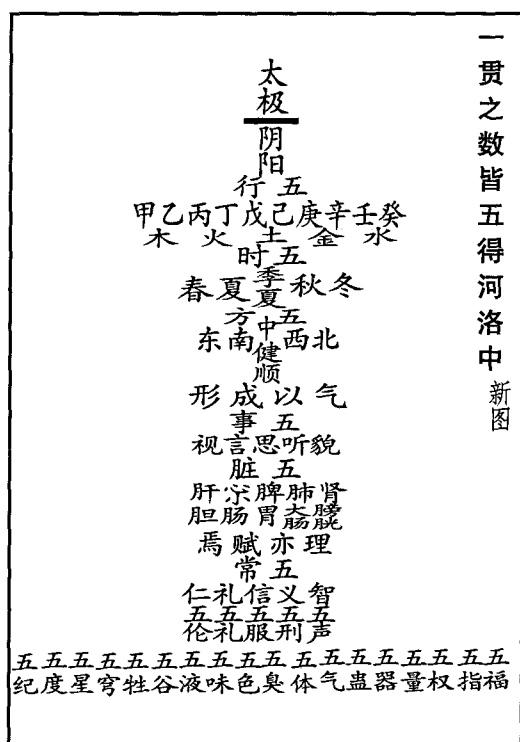 一贯之数皆五得河洛中
新图
太
极
阴
阳
行五
甲乙丙丁戊己庚辛壬癸
木火土金水
时五
春夏季夏秋冬
方五
东南中西北
健
顺
形成以气
事五
视言思听貌
脏五
肝心脾肺肾
胆肠胃大肠膀胱
焉赋亦理
常五
仁礼信义智
五五五五五
伦礼服刑声
五五五五五五五五五五五五五五五五五
纪度星穹牲谷液味色臭体气蛊器量权指福